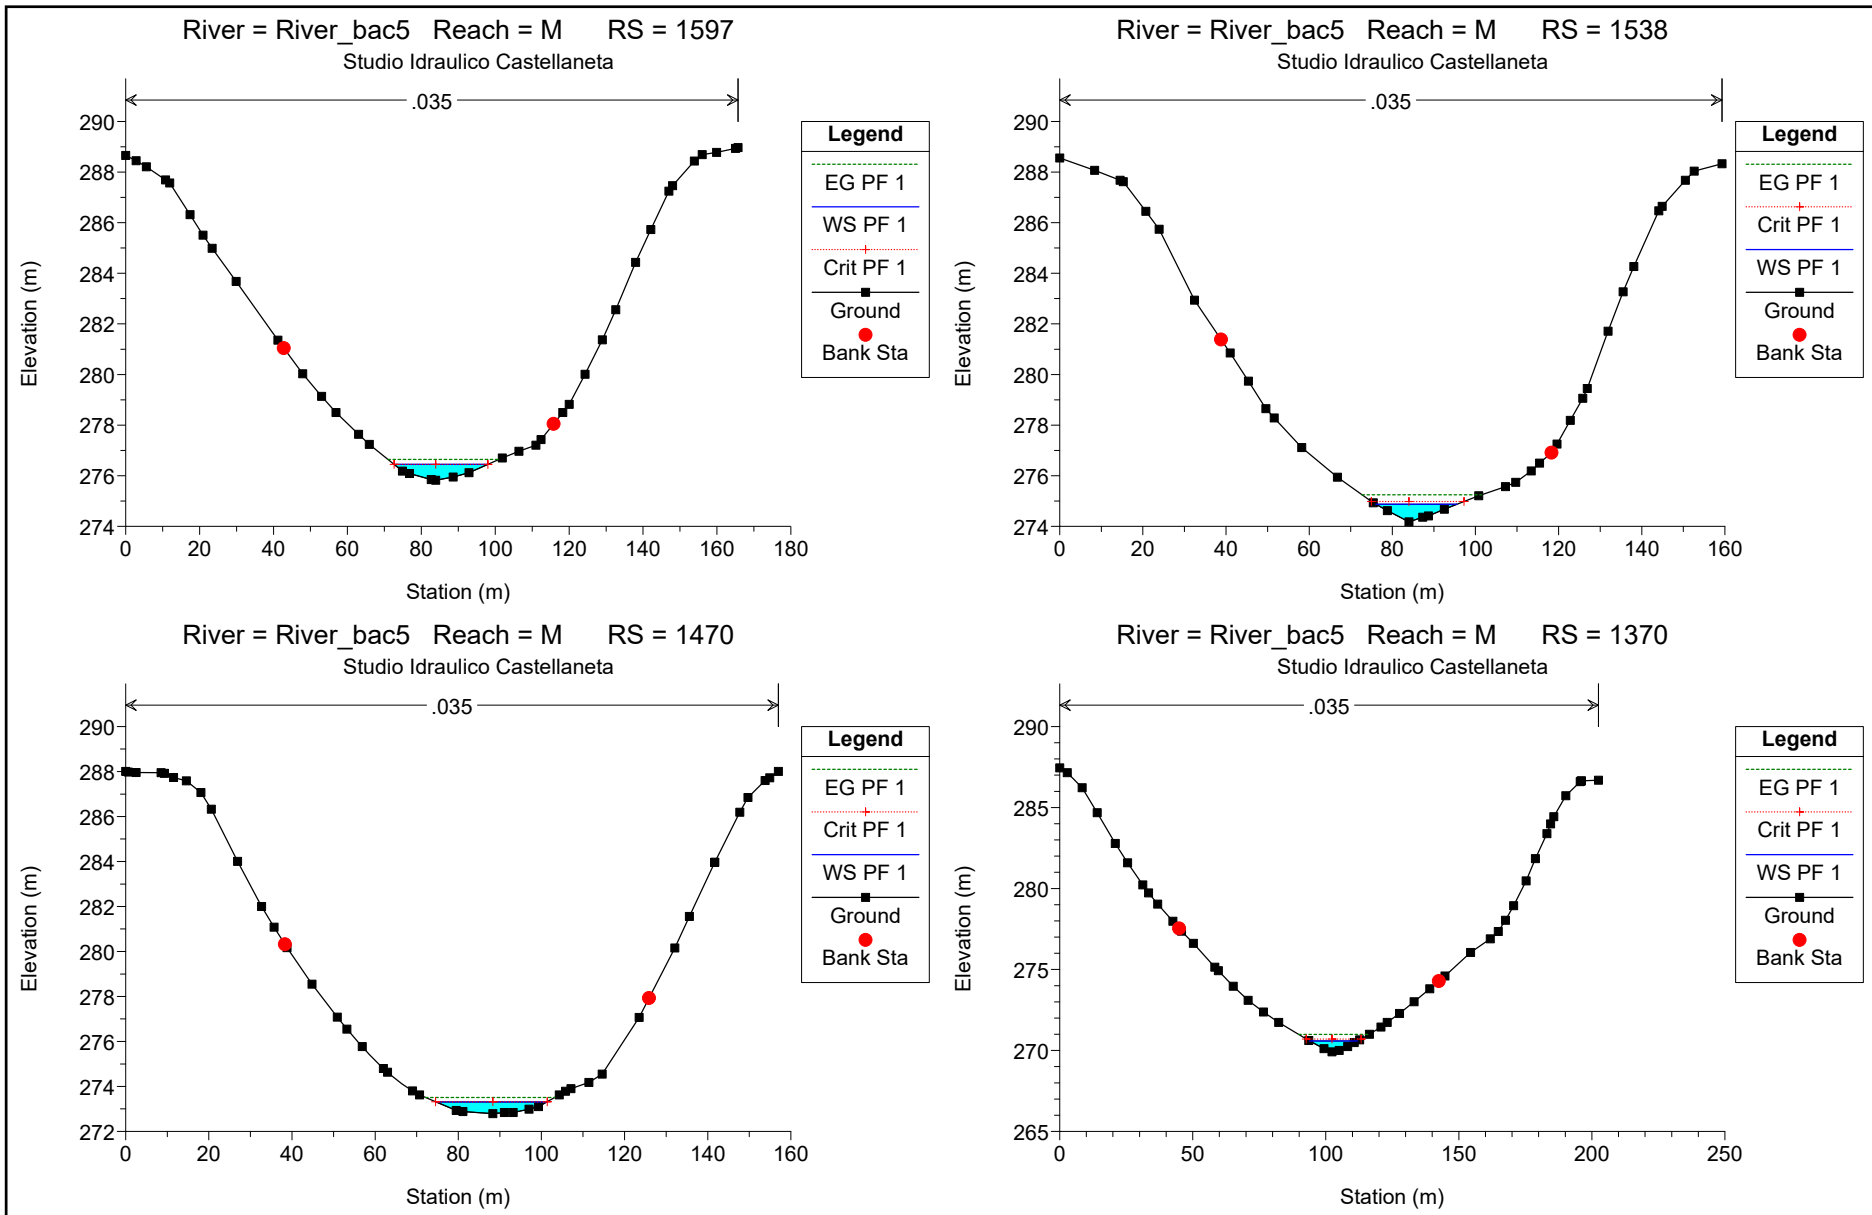 River = River_bac5 Reach = M RS = 1597
Studio Idraulico Castellaneta
.035
290
288
286
284
282
280
278
276
274
0 20 40 60 80 100 120 140 160 180
Elevation (m)
Station (m)
Legend
EG PF 1
WS PF 1
Crit PF 1
Ground
Bank Sta
River = River_bac5 Reach = M RS = 1538
Studio Idraulico Castellaneta
.035
290
288
286
284
282
280
278
276
274
0 20 40 60 80 100 120 140 160
Elevation (m)
Station (m)
Legend
EG PF 1
Crit PF 1
WS PF 1
Ground
Bank Sta
River = River_bac5 Reach = M RS = 1470
Studio Idraulico Castellaneta
.035
290
288
286
284
282
280
278
276
274
272
0 20 40 60 80 100 120 140 160
Elevation (m)
Station (m)
Legend
EG PF 1
Crit PF 1
WS PF 1
Ground
Bank Sta
River = River_bac5 Reach = M RS = 1370
Studio Idraulico Castellaneta
.035
290
285
280
275
270
265
0 50 100 150 200 250
Elevation (m)
Station (m)
Legend
EG PF 1
Crit PF 1
WS PF 1
Ground
Bank Sta